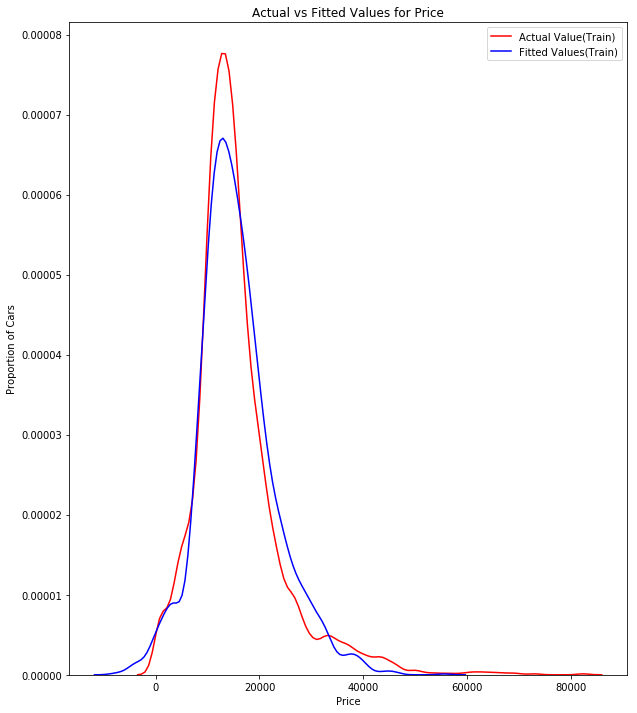 Actual vs Fitted Values for Price
Actual Value(Train)
Fitted Values(Train)
0.00008
0.00007
0.00006
0.00005
0.00004
0.00003
0.00002
0.00001
0.00000
Proportion of Cars
0 20000 40000 60000 80000
Price